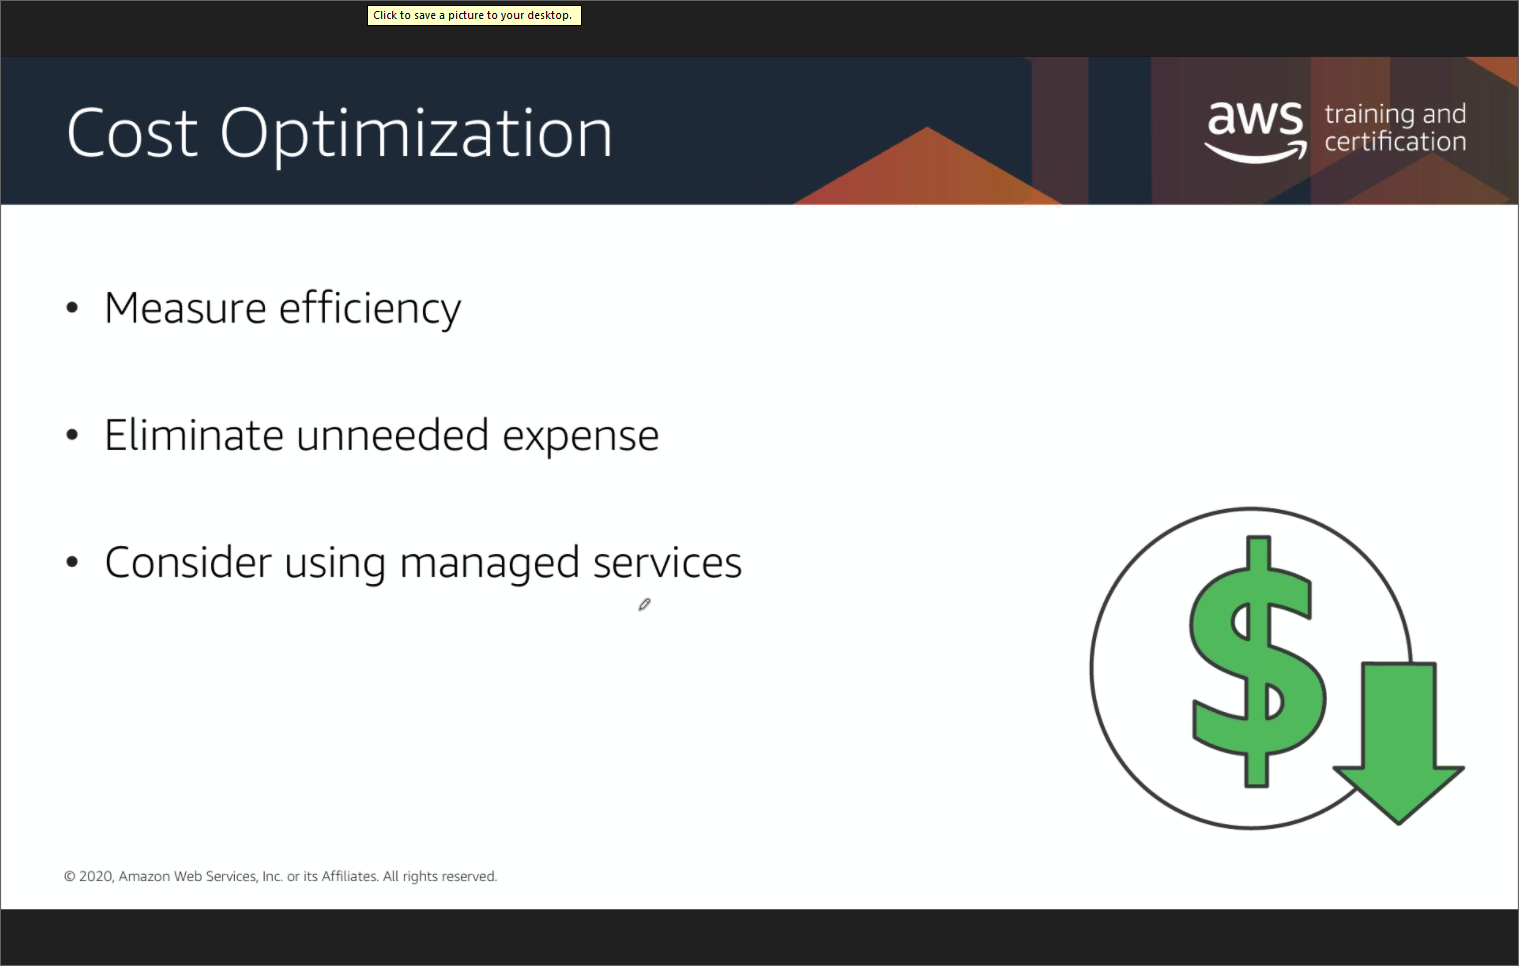 Click to save a picture to your desktop.
Cost Optimization
aws training and
certification
• Measure efficiency
• Eliminate unneeded expense
• Consider using managed services
$
© 2020, Amazon Web Services, Inc. or its Affiliates. All rights reserved.